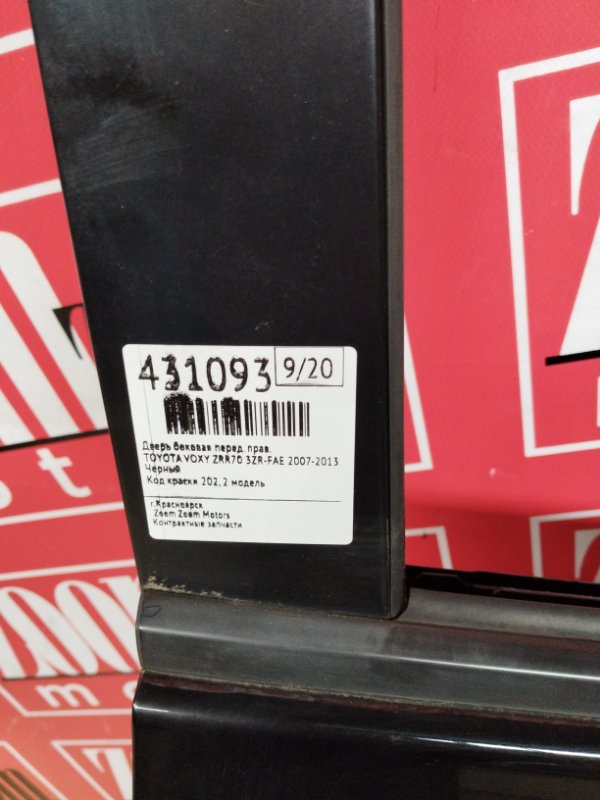 431093 9/20
Дверь боковая перед. прав.
TOYOTA VOXY ZRR70 3ZR-FAE 2007-2013
Черный
Код краски 202, 2 модель
г.Красноярск
Zoom Zoom Motors
Контрактные запчасти